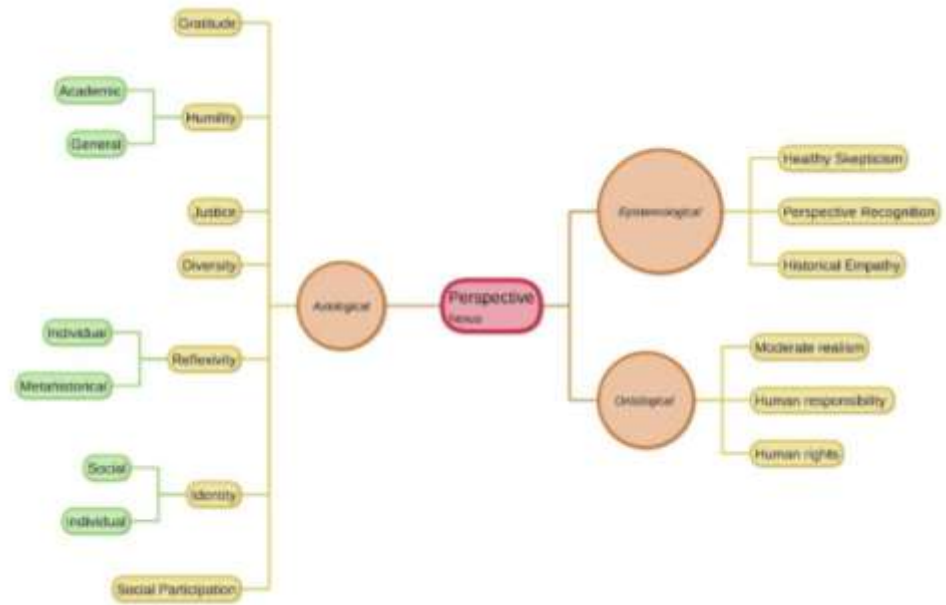 Gratitude
Academic
Humility
General
Justice
Diversity
Individual
Reflexivity
Metahistorical
Social
Identity
Individual
Social Participation
Axiological
Perspective
Nexus
Epistemological
Healthy Skepticism
Perspective Recognition
Historical Empathy
Ontological
Moderate realism
Human responsibility
Human rights